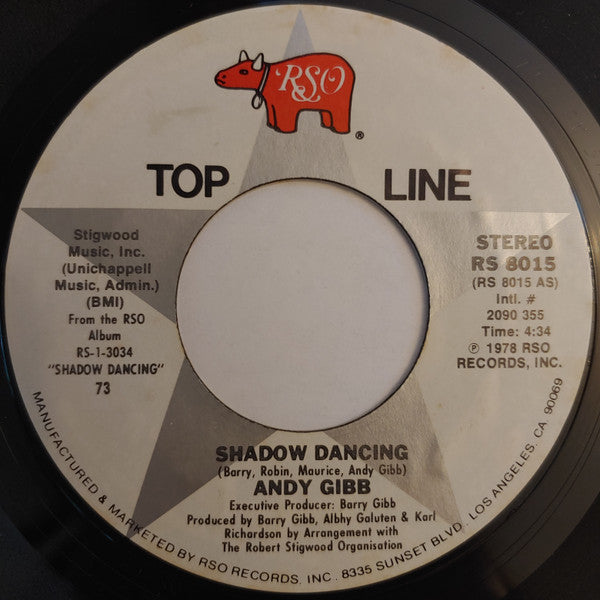 RSO
®
TOP LINE
Stigwood
Music, Inc.
(Unichappell
Music, Admin.)
(BMI)
From the RSO
Album
RS-1-3034
"SHADOW DANCING"
73
STEREO
RS 8015
(RS 8015 AS)
Intl. #
2090 355
Time: 4:34
℗ 1978 RSO
RECORDS, INC.
SHADOW DANCING
(Barry, Robin, Maurice, Andy Gibb)
ANDY GIBB
Executive Producer: Barry Gibb
Produced by Barry Gibb, Albhy Galuten & Karl
Richardson by Arrangement with
The Robert Stigwood Organisation
MANUFACTURED & MARKETED BY RSO RECORDS, INC., 8335 SUNSET BLVD., LOS ANGELES, CA 90069